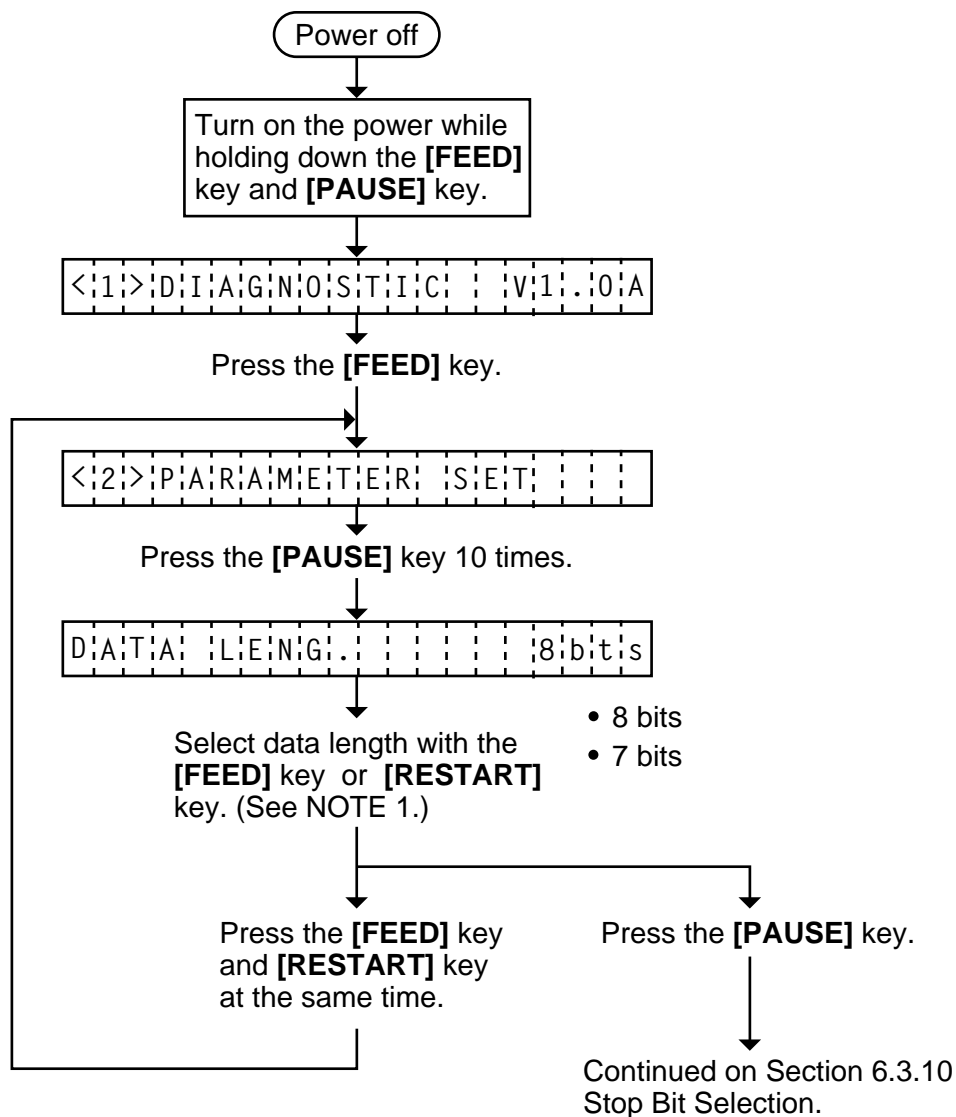 Power off
Turn on the power while
holding down the [FEED]
key and [PAUSE] key.
<1>DIAGNOSTIC  V1.0A
Press the [FEED] key.
<2>PARAMETER SET
Press the [PAUSE] key 10 times.
DATA LENG.      8bts
• 8 bits
• 7 bits
Select data length with the
[FEED] key or [RESTART]
key. (See NOTE 1.)
Press the [FEED] key
and [RESTART] key
at the same time.
Press the [PAUSE] key.
Continued on Section 6.3.10
Stop Bit Selection.